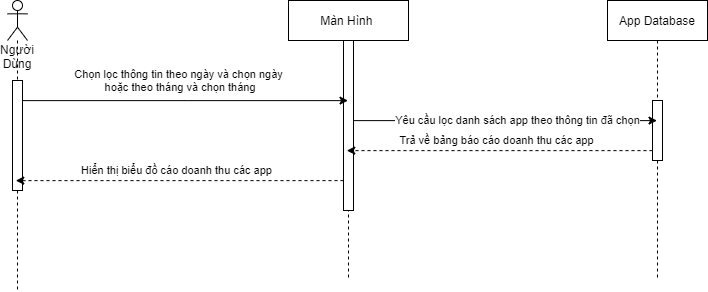 Màn Hình
App Database
Người
Dùng
Chọn lọc thông tin theo ngày và chọn ngày
hoặc theo tháng và chọn tháng
Yêu cầu lọc danh sách app theo thông tin đã chọn
Trả về bảng báo cáo doanh thu các app
Hiển thị biểu đồ cáo doanh thu các app